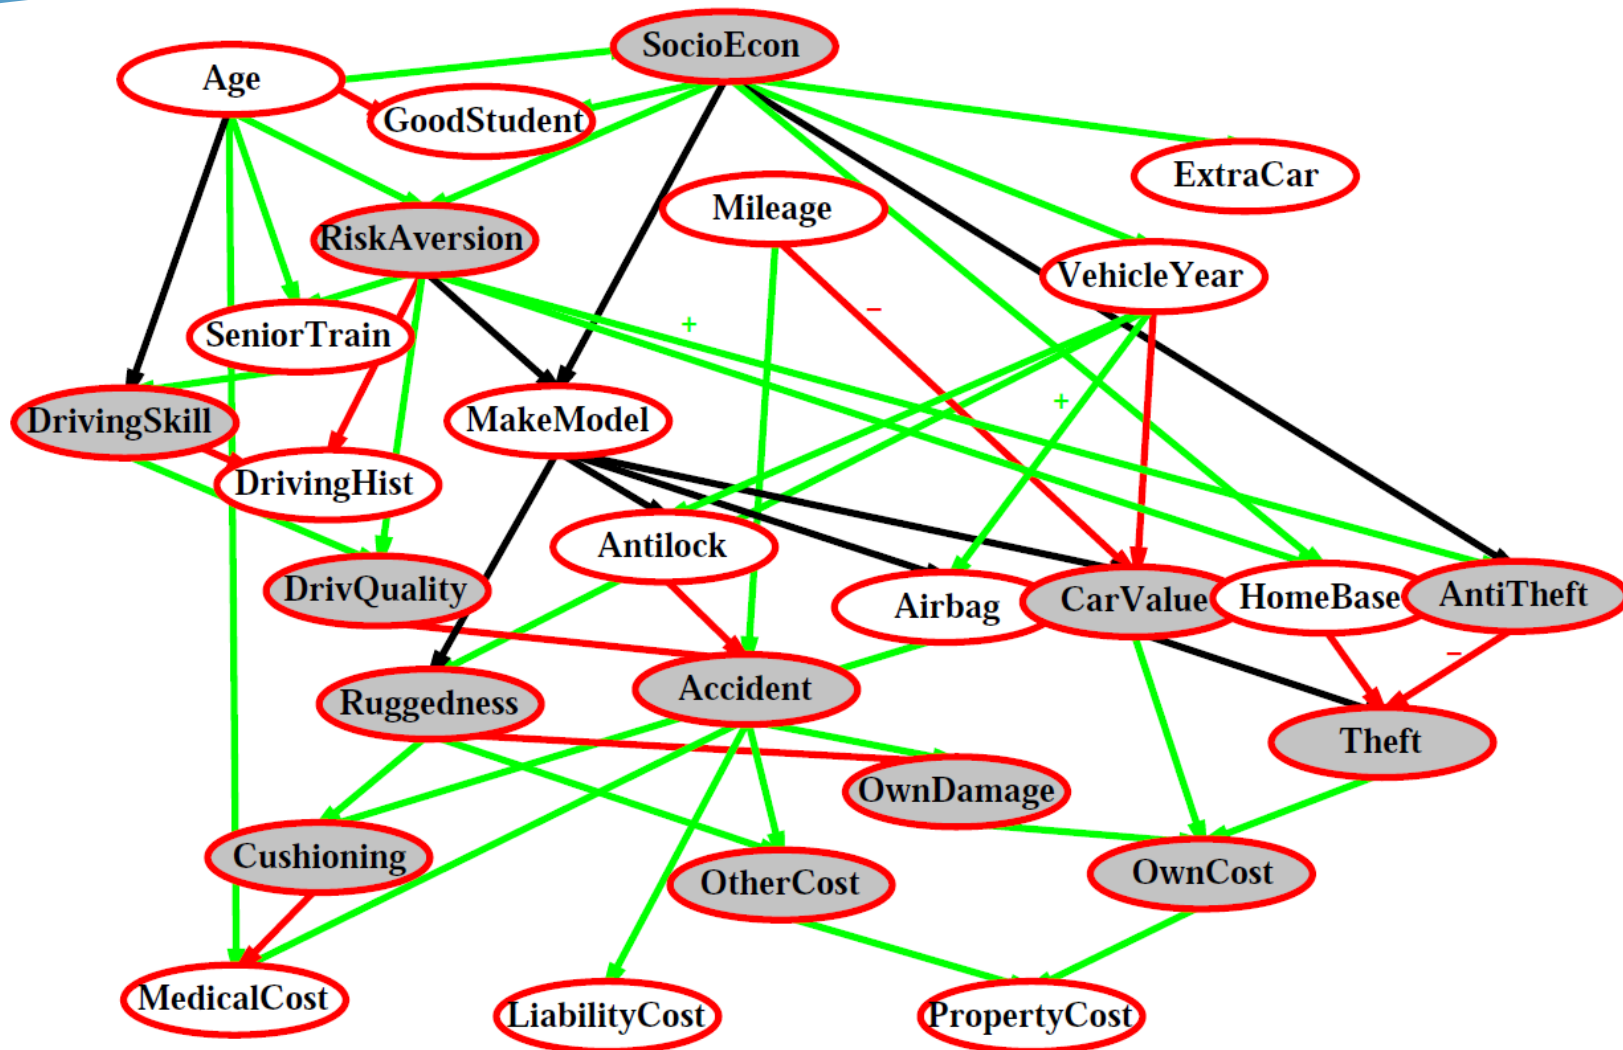 SocioEcon
Age
GoodStudent
ExtraCar
Mileage
RiskAversion
VehicleYear
−
+
SeniorTrain
+
DrivingSkill
MakeModel
DrivingHist
Antilock
DrivQuality
Airbag
CarValue
HomeBase
AntiTheft
−
Ruggedness
Accident
Theft
OwnDamage
Cushioning
OtherCost
OwnCost
MedicalCost
LiabilityCost
PropertyCost